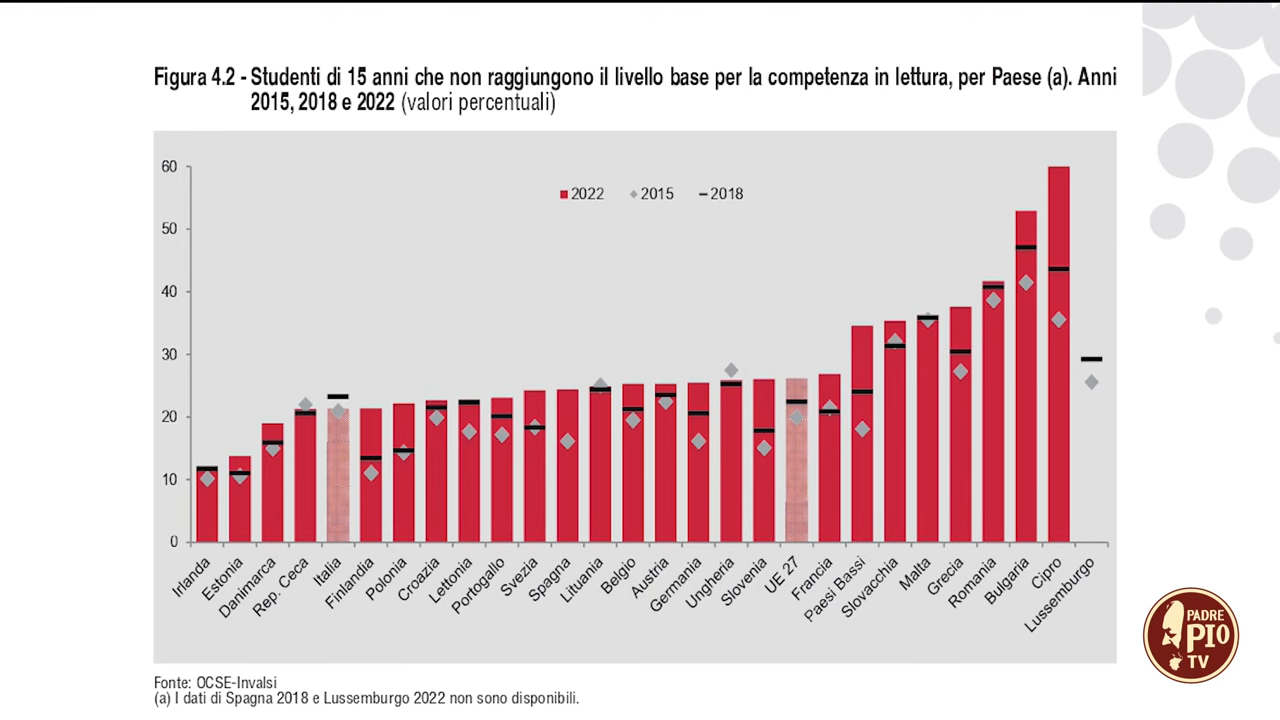 Figura 4.2 - Studenti di 15 anni che non raggiungono il livello base per la competenza in lettura, per Paese (a). Anni
2015, 2018 e 2022 (valori percentuali)
60
50
40
30
20
10
0
2022 2015 2018
Irlanda
Estonia
Danimarca
Rep. Ceca
Italia
Finlandia
Polonia
Croazia
Lettonia
Portogallo
Svezia
Spagna
Lituania
Belgio
Austria
Germania
Ungheria
Slovenia
UE 27
Francia
Paesi Bassi
Slovacchia
Malta
Grecia
Romania
Bulgaria
Cipro
Lussemburgo
Fonte: OCSE-Invalsi
(a) I dati di Spagna 2018 e Lussemburgo 2022 non sono disponibili.
PADRE
PIO
TV